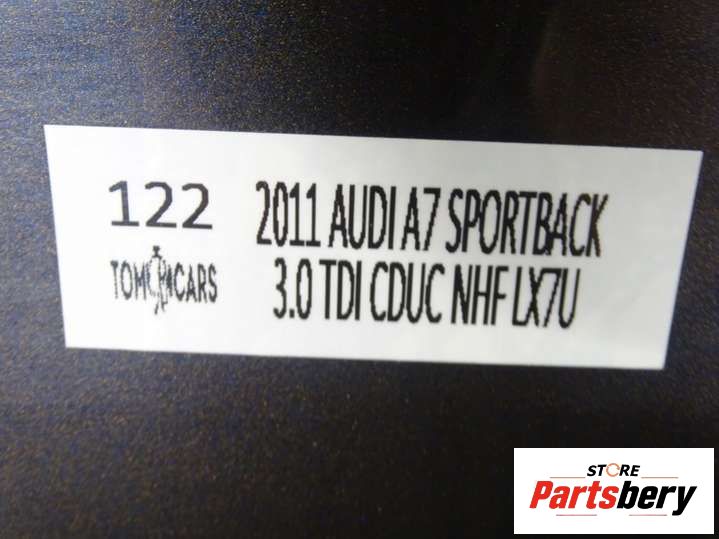 122
TOM CARS
2011 AUDI A7 SPORTBACK
3.0 TDI CDUC NHF LX7U
STORE
Partsbery